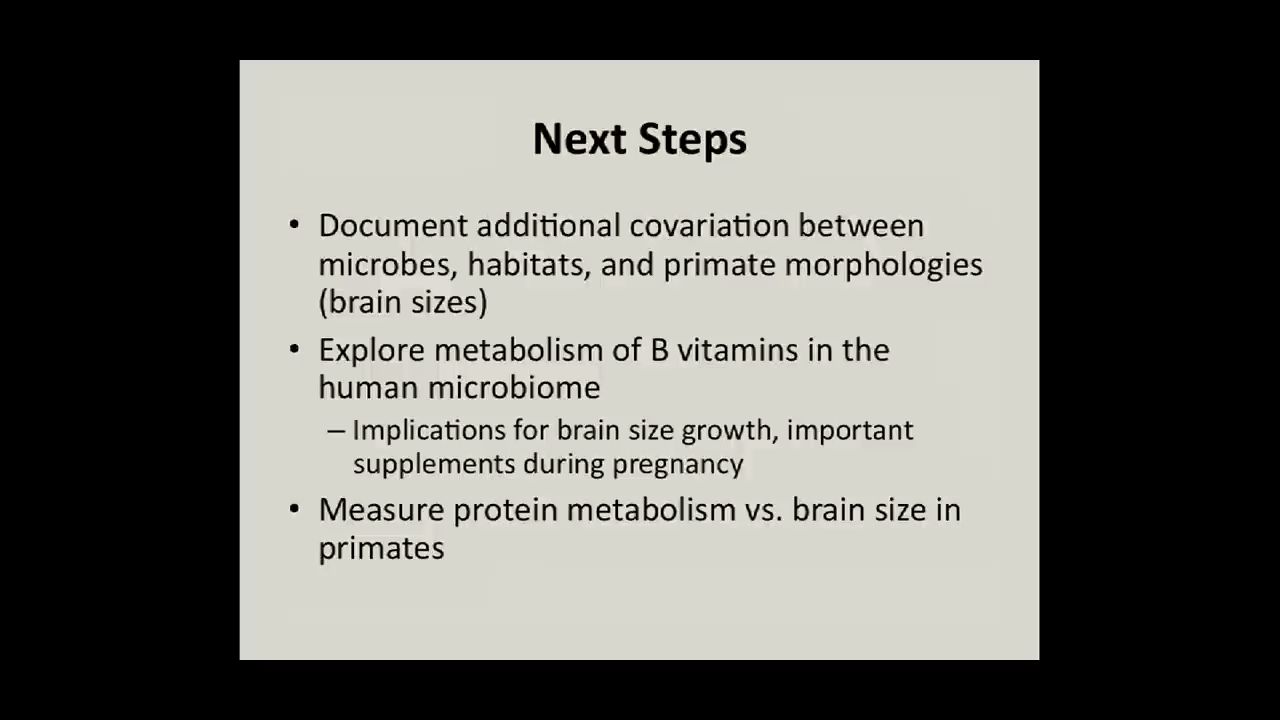 Next Steps
• Document additional covariation between
microbes, habitats, and primate morphologies
(brain sizes)
• Explore metabolism of B vitamins in the
human microbiome
– Implications for brain size growth, important
supplements during pregnancy
• Measure protein metabolism vs. brain size in
primates